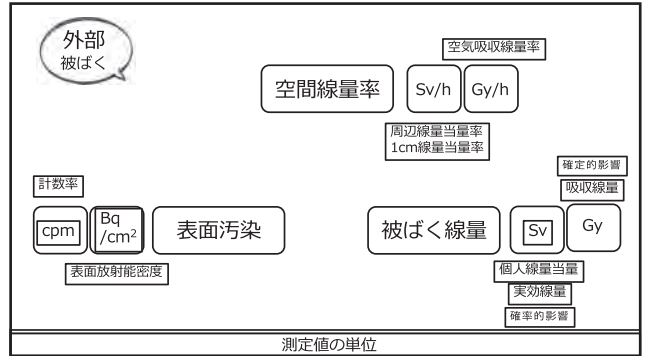 外部
被ばく
空気吸収線量率
空間線量率
Sv/h
Gy/h
周辺線量当量率
1cm線量当量率
確定的影響
計数率
吸収線量
cpm
Bq
/cm²
表面汚染
被ばく線量
Sv
Gy
表面放射能密度
個人線量当量
実効線量
確率的影響
測定値の単位